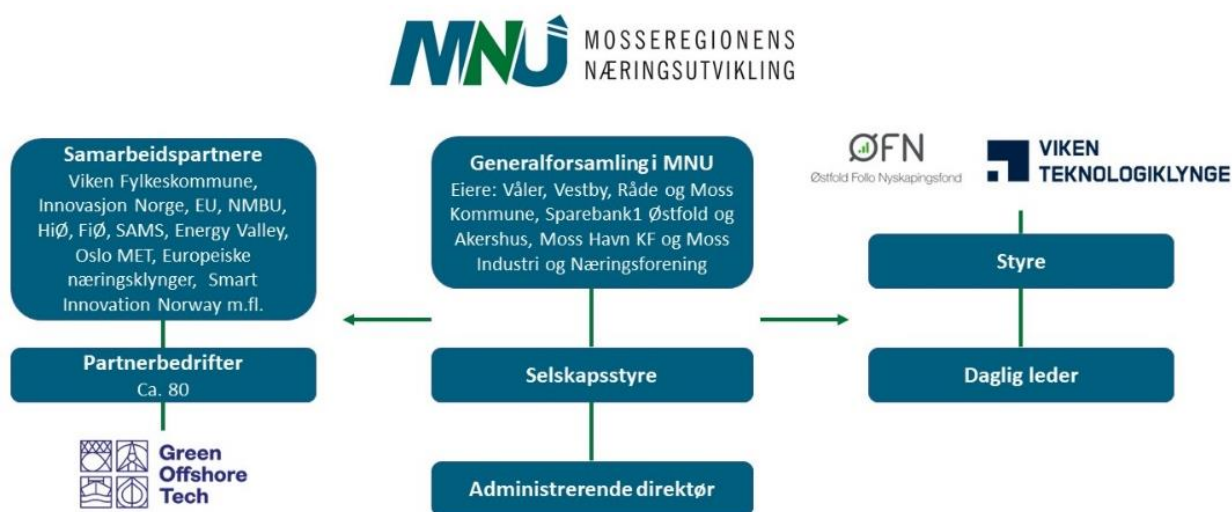 MNU MOSSEREGIONENS
NÆRINGSUTVIKLING
Samarbeidspartnere
Viken Fylkeskommune,
Innovasjon Norge, EU, NMBU,
HiØ, FiØ, SAMS, Energy Valley,
Oslo MET, Europeiske
næringsklynger, Smart
Innovation Norway m.fl.
Partnerbedrifter
Ca. 80
Green
Offshore
Tech
Generalforsamling i MNU
Eiere: Våler, Vestby, Råde og Moss
Kommune, Sparebank1 Østfold og
Akershus, Moss Havn KF og Moss
Industri og Næringsforening
Selskapsstyre
Administrerende direktør
ØFN
Østfold Follo Nyskapingsfond
VIKEN
TEKNOLOGIKLYNGE
Styre
Daglig leder